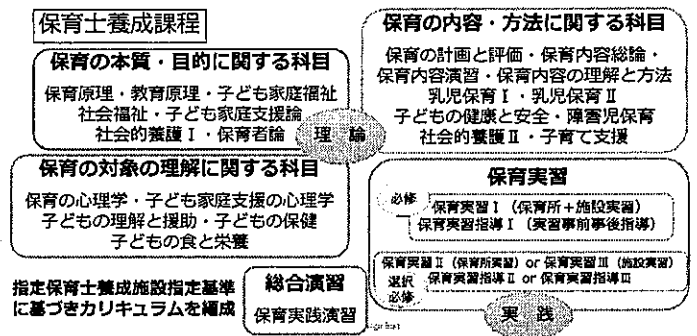 保育士養成課程
保育の本質・目的に関する科目
保育原理・教育原理・子ども家庭福祉
社会福祉・子ども家庭支援論
社会的養護Ⅰ・保育者論
理論
保育の対象の理解に関する科目
保育の心理学・子ども家庭支援の心理学
子どもの理解と援助・子どもの保健
子どもの食と栄養
指定保育士養成施設指定基準
に基づきカリキュラムを編成
総合演習
保育実践演習
保育の内容・方法に関する科目
保育の計画と評価・保育内容総論・
保育内容演習・保育内容の理解と方法
乳児保育Ⅰ・乳児保育Ⅱ
子どもの健康と安全・障害児保育
社会的養護Ⅱ・子育て支援
保育実習
必修
保育実習Ⅰ（保育所＋施設実習）
保育実習指導Ⅰ（実習事前事後指導）
保育実習Ⅱ（保育所実習）or 保育実習Ⅲ（施設実習）
選択
必修
保育実習指導Ⅱ or 保育実習指導Ⅲ
実践